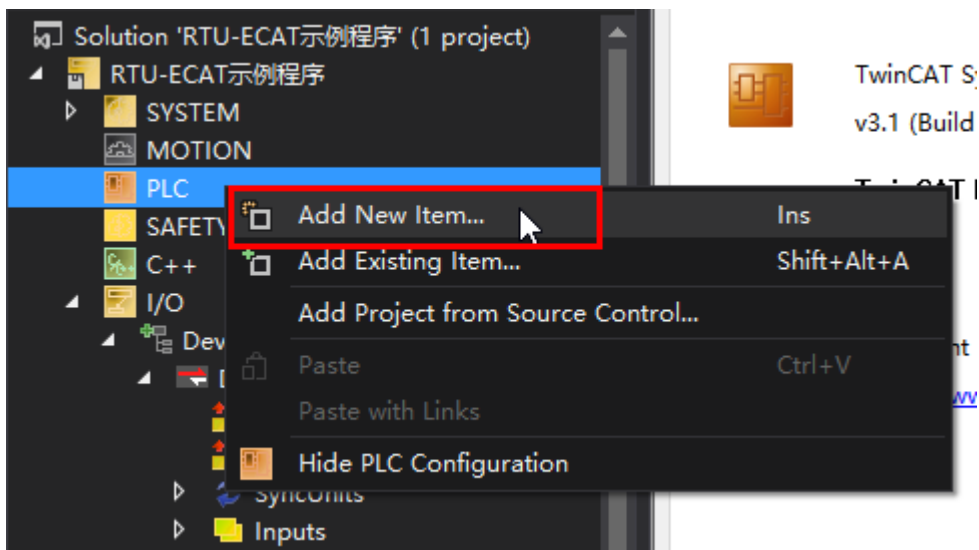 Solution 'RTU-ECAT示例程序' (1 project)
RTU-ECAT示例程序
SYSTEM
MOTION
PLC
SAFETY
C++
I/O
Dev
SyncUnits
Inputs
Add New Item... Ins
Add Existing Item... Shift+Alt+A
Add Project from Source Control...
Paste Ctrl+V
Paste with Links
Hide PLC Configuration
TwinCAT Sy
v3.1 (Build